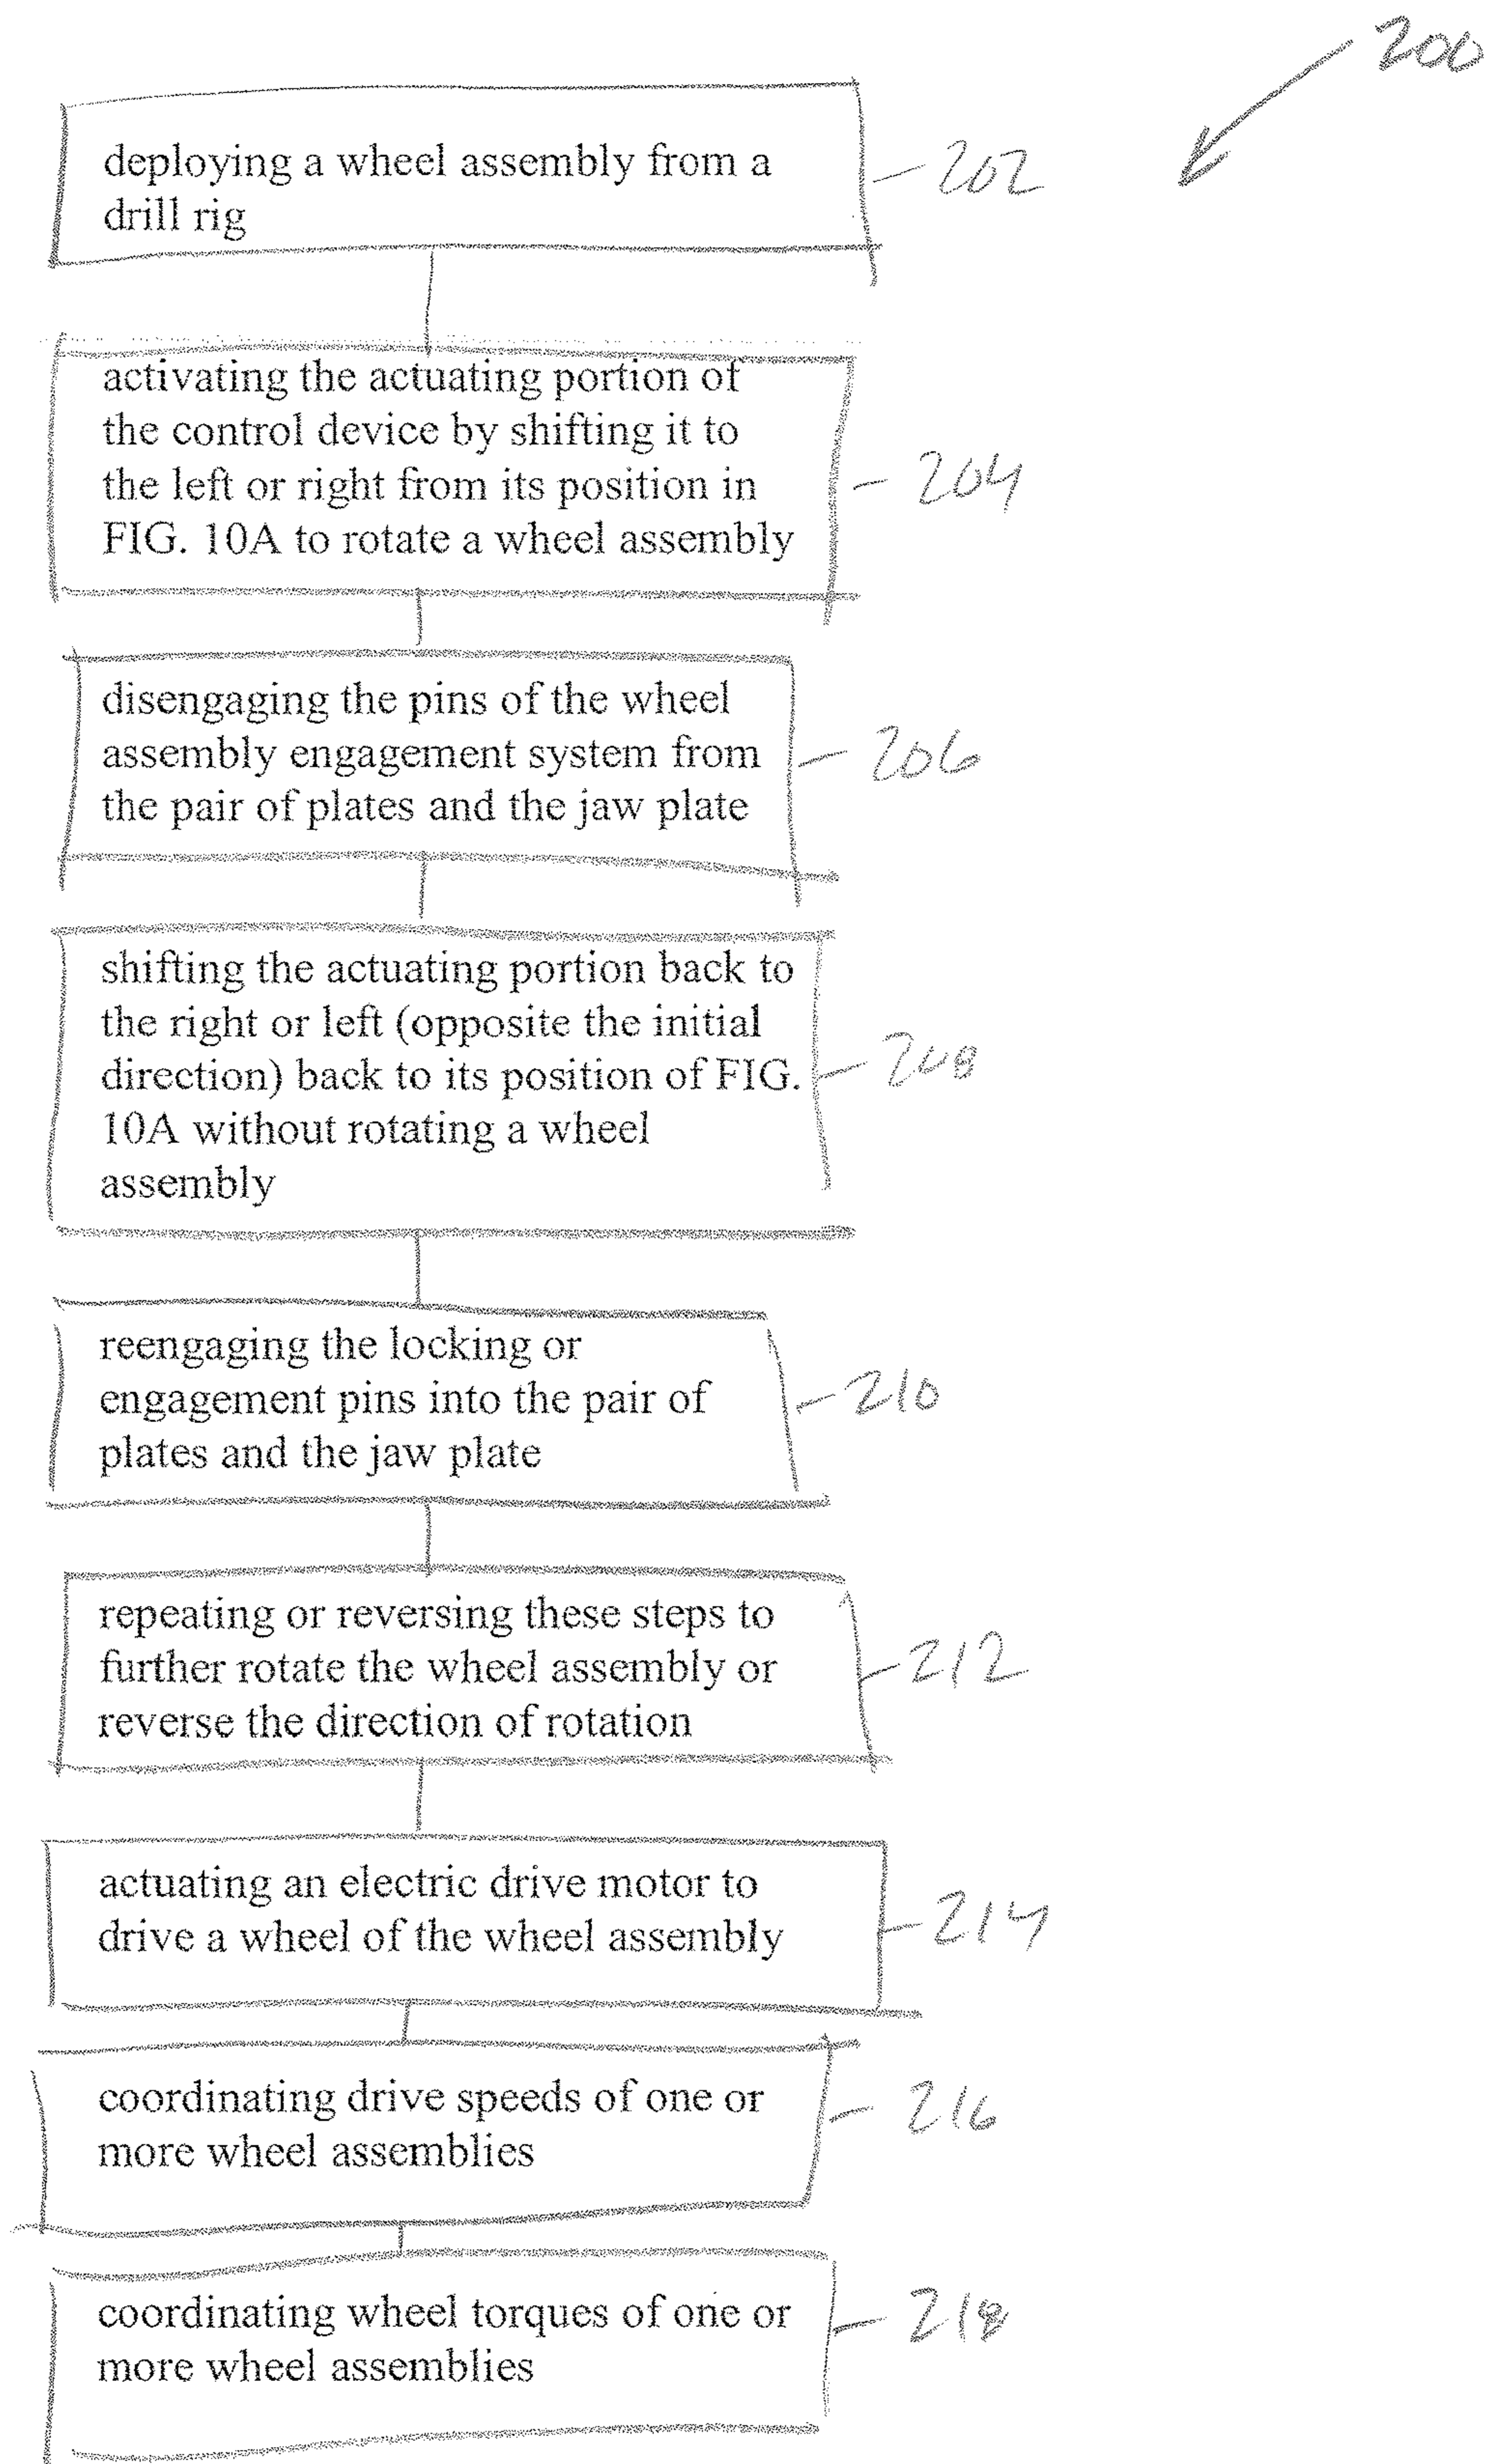 200
deploying a wheel assembly from a
drill rig
202
activating the actuating portion of
the control device by shifting it to
the left or right from its position in
FIG. 10A to rotate a wheel assembly
204
disengaging the pins of the wheel
assembly engagement system from
the pair of plates and the jaw plate
206
shifting the actuating portion back to
the right or left (opposite the initial
direction) back to its position of FIG.
10A without rotating a wheel
assembly
208
reengaging the locking or
engagement pins into the pair of
plates and the jaw plate
210
repeating or reversing these steps to
further rotate the wheel assembly or
reverse the direction of rotation
212
actuating an electric drive motor to
drive a wheel of the wheel assembly
214
coordinating drive speeds of one or
more wheel assemblies
216
coordinating wheel torques of one or
more wheel assemblies
218